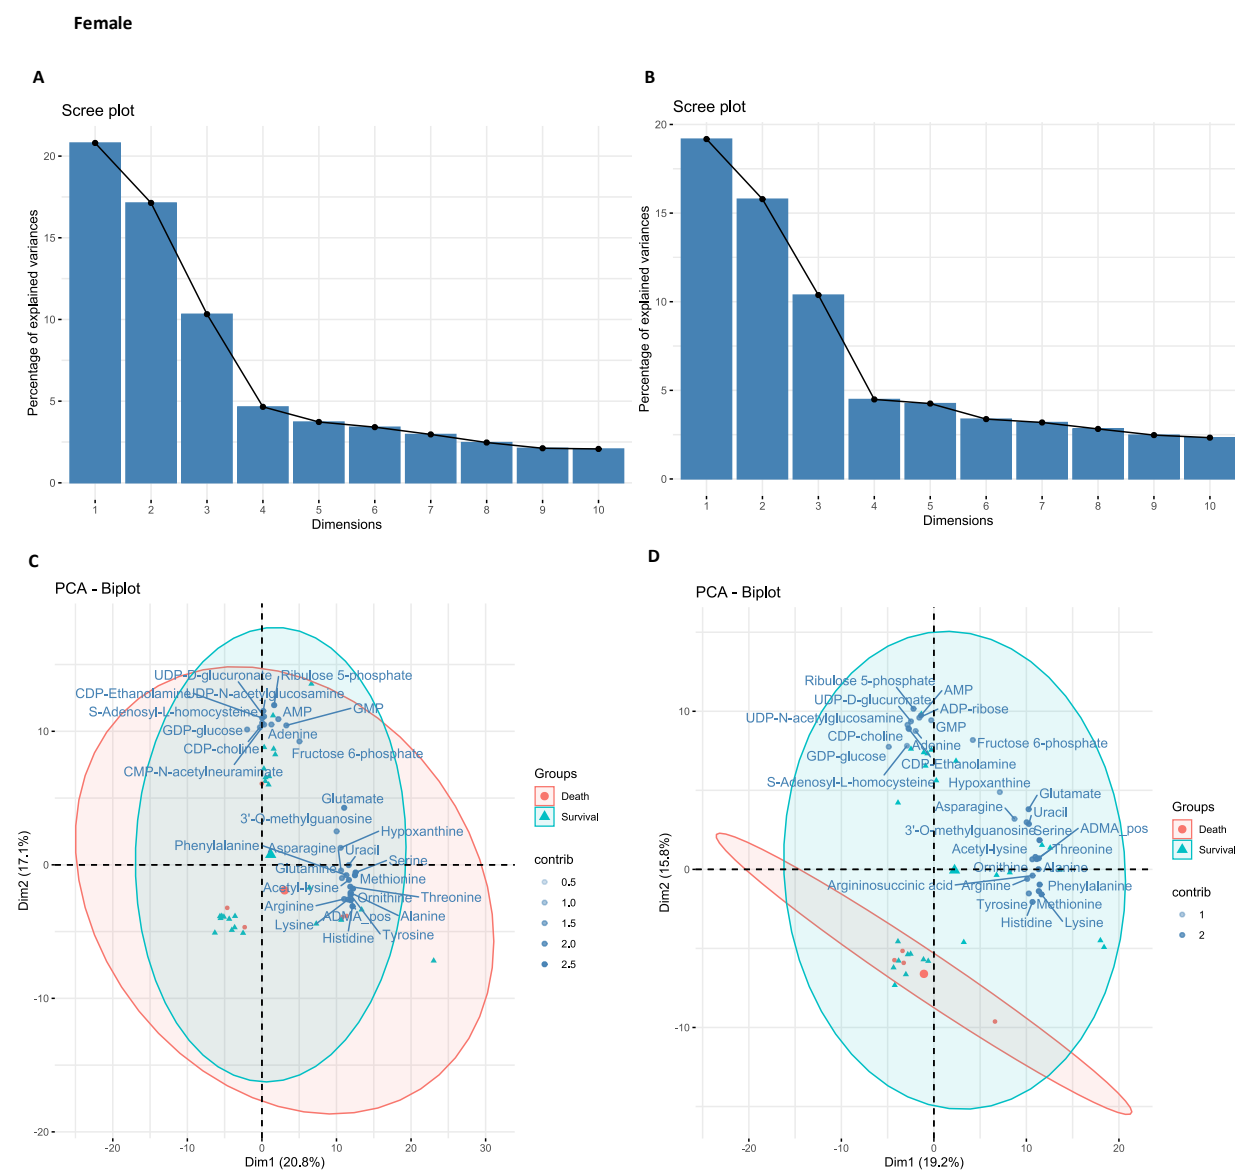 Female
A
Scree plot
Percentage of explained variances
20
15
10
5
0
1 2 3 4 5 6 7 8 9 10
Dimensions
B
Scree plot
Percentage of explained variances
20
15
10
5
0
1 2 3 4 5 6 7 8 9 10
Dimensions
C
PCA - Biplot
Dim2 (17.1%)
10
0
-10
-20
UDP-D-glucuronate Ribulose 5-phosphate
CDP-Ethanolamine UDP-N-acetylglucosamine
S-Adenosyl-L-homocysteine AMP GMP
GDP-glucose Adenine
CDP-choline Fructose 6-phosphate
CMP-N-acetylneuraminate
Glutamate
3'-O-methylguanosine Hypoxanthine
Phenylalanine Asparagine Uracil
Glutamine Serine
Acetyl-lysine Methionine
Arginine Ornithine Threonine
Lysine ADMA_pos Alanine
Histidine Tyrosine
-20 -10 0 10 20 30
Dim1 (20.8%)
Groups
Death
Survival
contrib
0.5
1.0
1.5
2.0
2.5
D
PCA - Biplot
Dim2 (15.8%)
10
0
-10
Ribulose 5-phosphate AMP
UDP-D-glucuronate ADP-ribose
UDP-N-acetylglucosamine GMP
CDP-choline Adenine Fructose 6-phosphate
GDP-glucose CDP-Ethanolamine
S-Adenosyl-L-homocysteine Hypoxanthine
Asparagine Glutamate
Uracil
3'-O-methylguanosine Serine ADMA_pos
Acetyl-lysine Threonine
Ornithine Alanine
Argininosuccinic acid Arginine Phenylalanine
Tyrosine Methionine
Histidine Lysine
-20 -10 0 10 20
Dim1 (19.2%)
Groups
Death
Survival
contrib
1
2